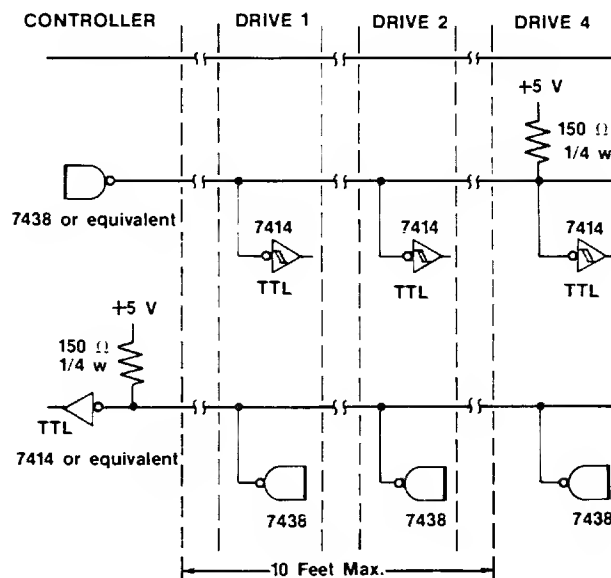 CONTROLLER DRIVE 1 DRIVE 2 DRIVE 4
+5 V
150 Ω
1/4 w
7438 or equivalent
7414 7414 7414
TTL TTL TTL
+5 V
150 Ω
1/4 w
TTL
7414 or equivalent
7438 7438 7438
10 Feet Max.